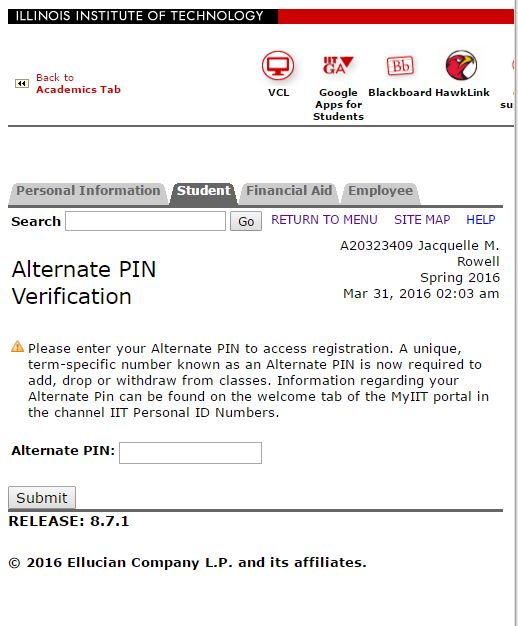 ILLINOIS INSTITUTE OF TECHNOLOGY
Back to
Academics Tab
VCL
Google
Apps for
Students
Bb
Blackboard
HawkLink
su
Personal Information
Student
Financial Aid
Employee
Search
Go
RETURN TO MENU
SITE MAP
HELP
A20323409 Jacquelle M.
Rowell
Spring 2016
Mar 31, 2016 02:03 am
Alternate PIN
Verification
Please enter your Alternate PIN to access registration. A unique,
term-specific number known as an Alternate PIN is now required to
add, drop or withdraw from classes. Information regarding your
Alternate Pin can be found on the welcome tab of the MyIIT portal in
the channel IIT Personal ID Numbers.
Alternate PIN:
Submit
RELEASE: 8.7.1
© 2016 Ellucian Company L.P. and its affiliates.